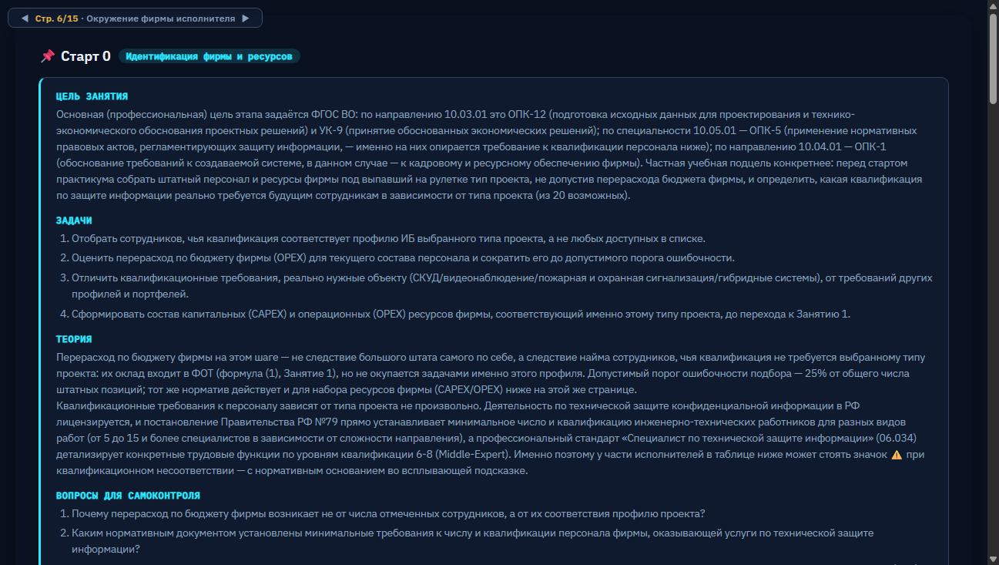 ◀ Стр. 6/15 · Окружение фирмы исполнителя ▶
📌 Старт 0 Идентификация фирмы и ресурсов
ЦЕЛЬ ЗАНЯТИЯ
Основная (профессиональная) цель этапа задаётся ФГОС ВО: по направлению 10.03.01 это ОПК-12 (подготовка исходных данных для проектирования и технико-
экономического обоснования проектных решений) и УК-9 (принятие обоснованных экономических решений); по специальности 10.05.01 — ОПК-5 (применение нормативных
правовых актов, регламентирующих защиту информации, — именно на них опирается требование к квалификации персонала ниже); по направлению 10.04.01 — ОПК-1
(обоснование требований к создаваемой системе, в данном случае — к кадровому и ресурсному обеспечению фирмы). Частная учебная подцель конкретнее: перед стартом
практикума собрать штатный персонал и ресурсы фирмы под выпавший на рулетке тип проекта, не допустив перерасхода бюджета фирмы, и определить, какая квалификация
по защите информации реально требуется будущим сотрудникам в зависимости от типа проекта (из 20 возможных).
ЗАДАЧИ
1. Отобрать сотрудников, чья квалификация соответствует профилю ИБ выбранного типа проекта, а не любых доступных в списке.
2. Оценить перерасход по бюджету фирмы (OPEX) для текущего состава персонала и сократить его до допустимого порога ошибочности.
3. Отличить квалификационные требования, реально нужные объекту (СКУД/видеонаблюдение/пожарная и охранная сигнализация/гибридные системы), от требований других
профилей и портфелей.
4. Сформировать состав капитальных (CAPEX) и операционных (OPEX) ресурсов фирмы, соответствующий именно этому типу проекта, до перехода к Занятию 1.
ТЕОРИЯ
Перерасход по бюджету фирмы на этом шаге — не следствие большого штата самого по себе, а следствие найма сотрудников, чья квалификация не требуется выбранному типу
проекта: их оклад входит в ФОТ (формула (1), Занятие 1), но не окупается задачами именно этого профиля. Допустимый порог ошибочности подбора — 25% от общего числа
штатных позиций; тот же норматив действует и для набора ресурсов фирмы (CAPEX/OPEX) ниже на этой же странице.
Квалификационные требования к персоналу зависят от типа проекта не произвольно. Деятельность по технической защите конфиденциальной информации в РФ
лицензируется, и постановление Правительства РФ №79 прямо устанавливает минимальное число и квалификацию инженерно-технических работников для разных видов
работ (от 5 до 15 и более специалистов в зависимости от сложности направления), а профессиональный стандарт «Специалист по технической защите информации» (06.034)
детализирует конкретные трудовые функции по уровням квалификации 6-8 (Middle-Expert). Именно поэтому у части исполнителей в таблице ниже может стоять значок ⚠️ при
квалификационном несоответствии — с нормативным основанием во всплывающей подсказке.
ВОПРОСЫ ДЛЯ САМОКОНТРОЛЯ
1. Почему перерасход по бюджету фирмы возникает не от числа отмеченных сотрудников, а от их соответствия профилю проекта?
2. Каким нормативным документом установлены минимальные требования к числу и квалификации персонала фирмы, оказывающей услуги по технической защите
информации?